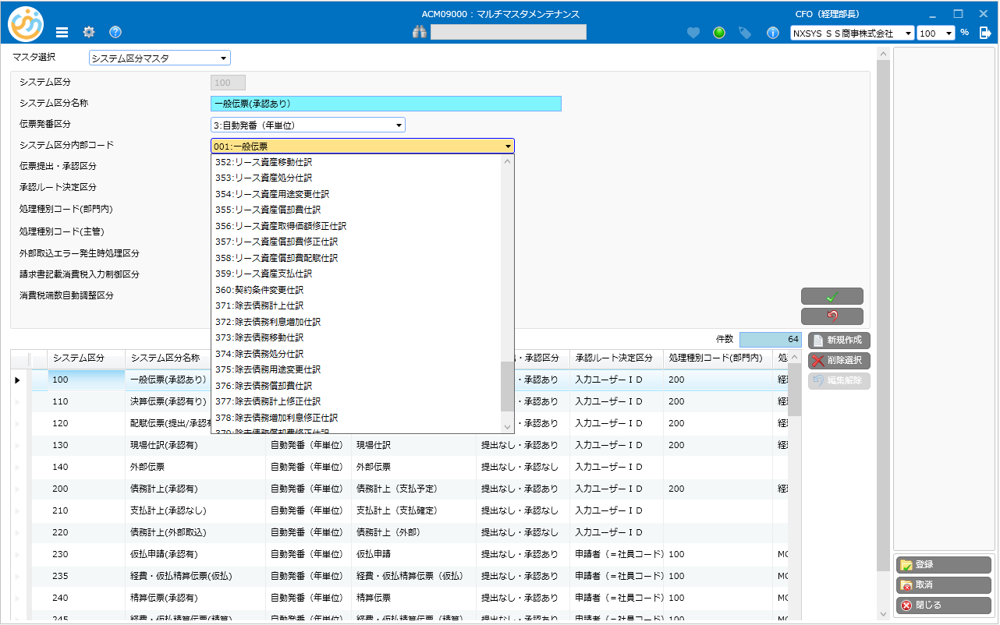 ACM09000：マルチマスタメンテナンス
CFO（経理部長）
NXSYS ＳＳ商事株式会社
100
%
マスタ選択
システム区分マスタ
システム区分
100
システム区分名称
一般伝票(承認あり）
伝票発番区分
3:自動発番（年単位）
システム区分内部コード
001:一般伝票
伝票提出・承認区分
承認ルート決定区分
処理種別コード(部門内)
処理種別コード(主管)
外部取込エラー発生時処理区分
請求書記載消費税入力制御区分
消費税端数自動調整区分
352:リース資産移動仕訳
353:リース資産処分仕訳
354:リース資産用途変更仕訳
355:リース資産償却費仕訳
356:リース資産取得価額修正仕訳
357:リース資産償却費修正仕訳
358:リース資産償却費配賦仕訳
359:リース資産支払仕訳
360:契約条件変更仕訳
371:除去債務計上仕訳
372:除去債務利息増加仕訳
373:除去債務移動仕訳
374:除去債務処分仕訳
375:除去債務用途変更仕訳
376:除去債務償却費仕訳
377:除去債務計上修正仕訳
378:除去債務増加利息修正仕訳
379:除去債務償却費修正仕訳
件数 64
新規作成
削除選択
編集解除
システム区分 システム区分名称 ・承認区分 承認ルート決定区分 処理種別コード(部門内) 処
100 一般伝票(承認あり） ・承認あり 入力ユーザーＩＤ 200 経
110 決算伝票(承認有り) ・承認あり 入力ユーザーＩＤ 200 経
120 配賦伝票(提出/承認有 ・承認あり 入力ユーザーＩＤ 200 経
130 現場仕訳(承認有) 自動発番（年単位） 現場仕訳 提出なし・承認あり 入力ユーザーＩＤ 200 経
140 外部伝票 自動発番（年単位） 外部伝票 提出なし・承認なし 入力ユーザーＩＤ
200 債務計上(承認有) 自動発番（年単位） 債務計上（支払予定） 提出なし・承認あり 入力ユーザーＩＤ 200 経
210 支払計上(承認なし) 自動発番（年単位） 支払計上（支払確定） 提出なし・承認なし 入力ユーザーＩＤ
220 債務計上(外部取込) 自動発番（年単位） 債務計上（外部） 提出なし・承認なし 入力ユーザーＩＤ
230 仮払申請(承認有) 自動発番（年単位） 仮払申請 提出なし・承認あり 申請者（＝社員コード） 100 MC
235 経費・仮払精算伝票(仮払) 自動発番（年単位） 経費・仮払精算伝票（仮払） 提出なし・承認あり 申請者（＝社員コード） 100 MC
240 精算伝票(承認有) 自動発番（年単位） 精算伝票 提出なし・承認あり 申請者（＝社員コード） 100 MC
245 経費・仮払精算伝票(精算) 自動発番（年単位） 経費・仮払精算伝票（精算） 提出なし・承認あり 申請者（＝社員コード） 100 MC
登録
取消
閉じる